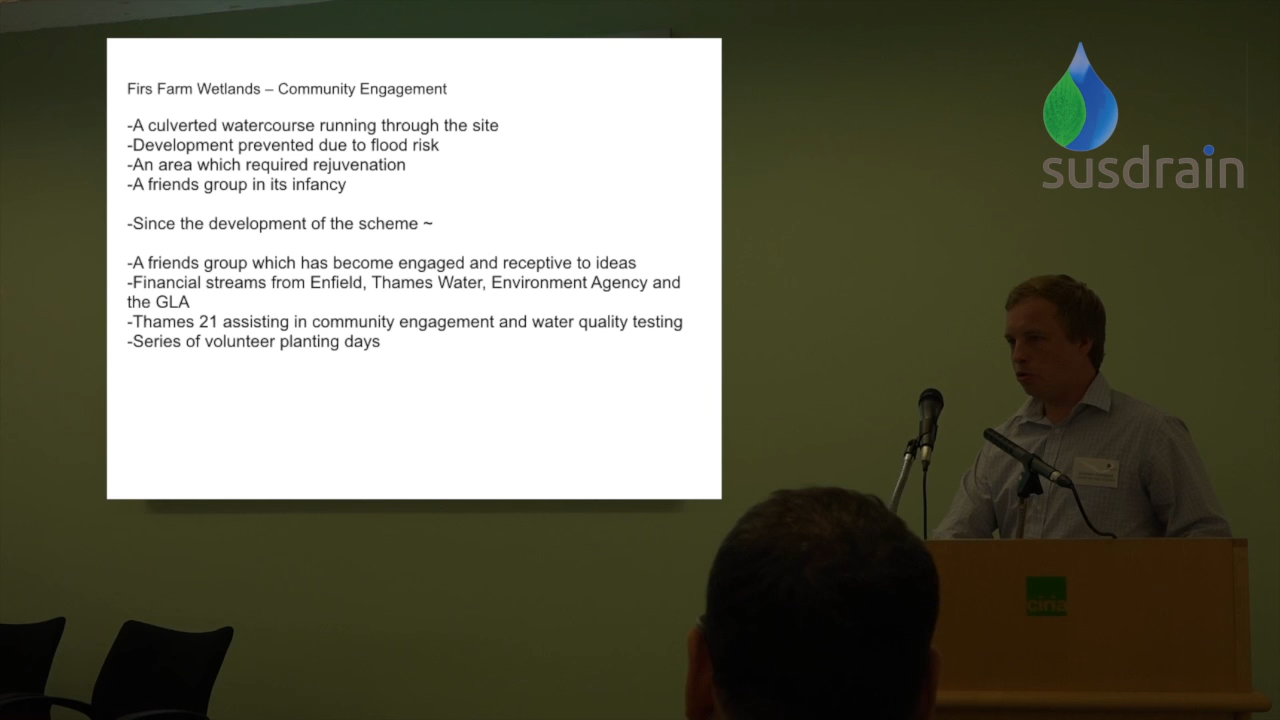 Firs Farm Wetlands – Community Engagement
-A culverted watercourse running through the site
-Development prevented due to flood risk
-An area which required rejuvenation
-A friends group in its infancy
-Since the development of the scheme ~
-A friends group which has become engaged and receptive to ideas
-Financial streams from Enfield, Thames Water, Environment Agency and
the GLA
-Thames 21 assisting in community engagement and water quality testing
-Series of volunteer planting days
susdrain
ciria